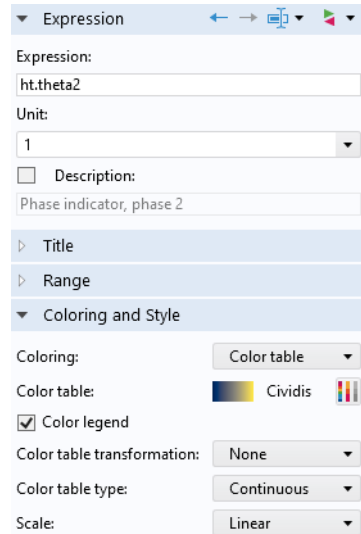 Expression
Expression:
ht.theta2
Unit:
1
Description:
Phase indicator, phase 2
Title
Range
Coloring and Style
Coloring: Color table
Color table: Cividis
Color legend
Color table transformation: None
Color table type: Continuous
Scale: Linear